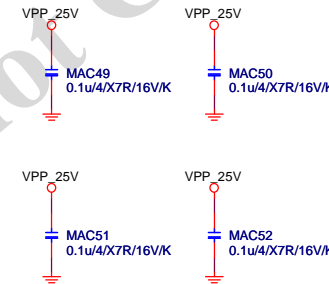 VPP_25V VPP_25V
MAC49 MAC50
0.1u/4/X7R/16V/K 0.1u/4/X7R/16V/K
VPP_25V VPP_25V
MAC51 MAC52
0.1u/4/X7R/16V/K 0.1u/4/X7R/16V/K